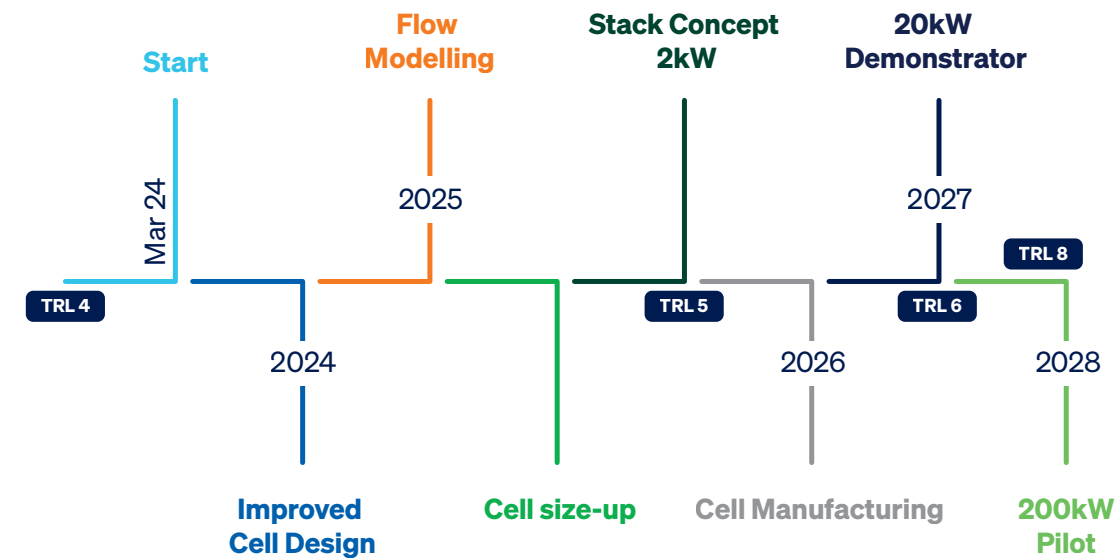 Start
Flow
Modelling
Stack Concept
2kW
20kW
Demonstrator
Mar 24
2025
2027
TRL 8
TRL 4
TRL 5
TRL 6
2024
2026
2028
Improved
Cell Design
Cell size-up
Cell Manufacturing
200kW
Pilot